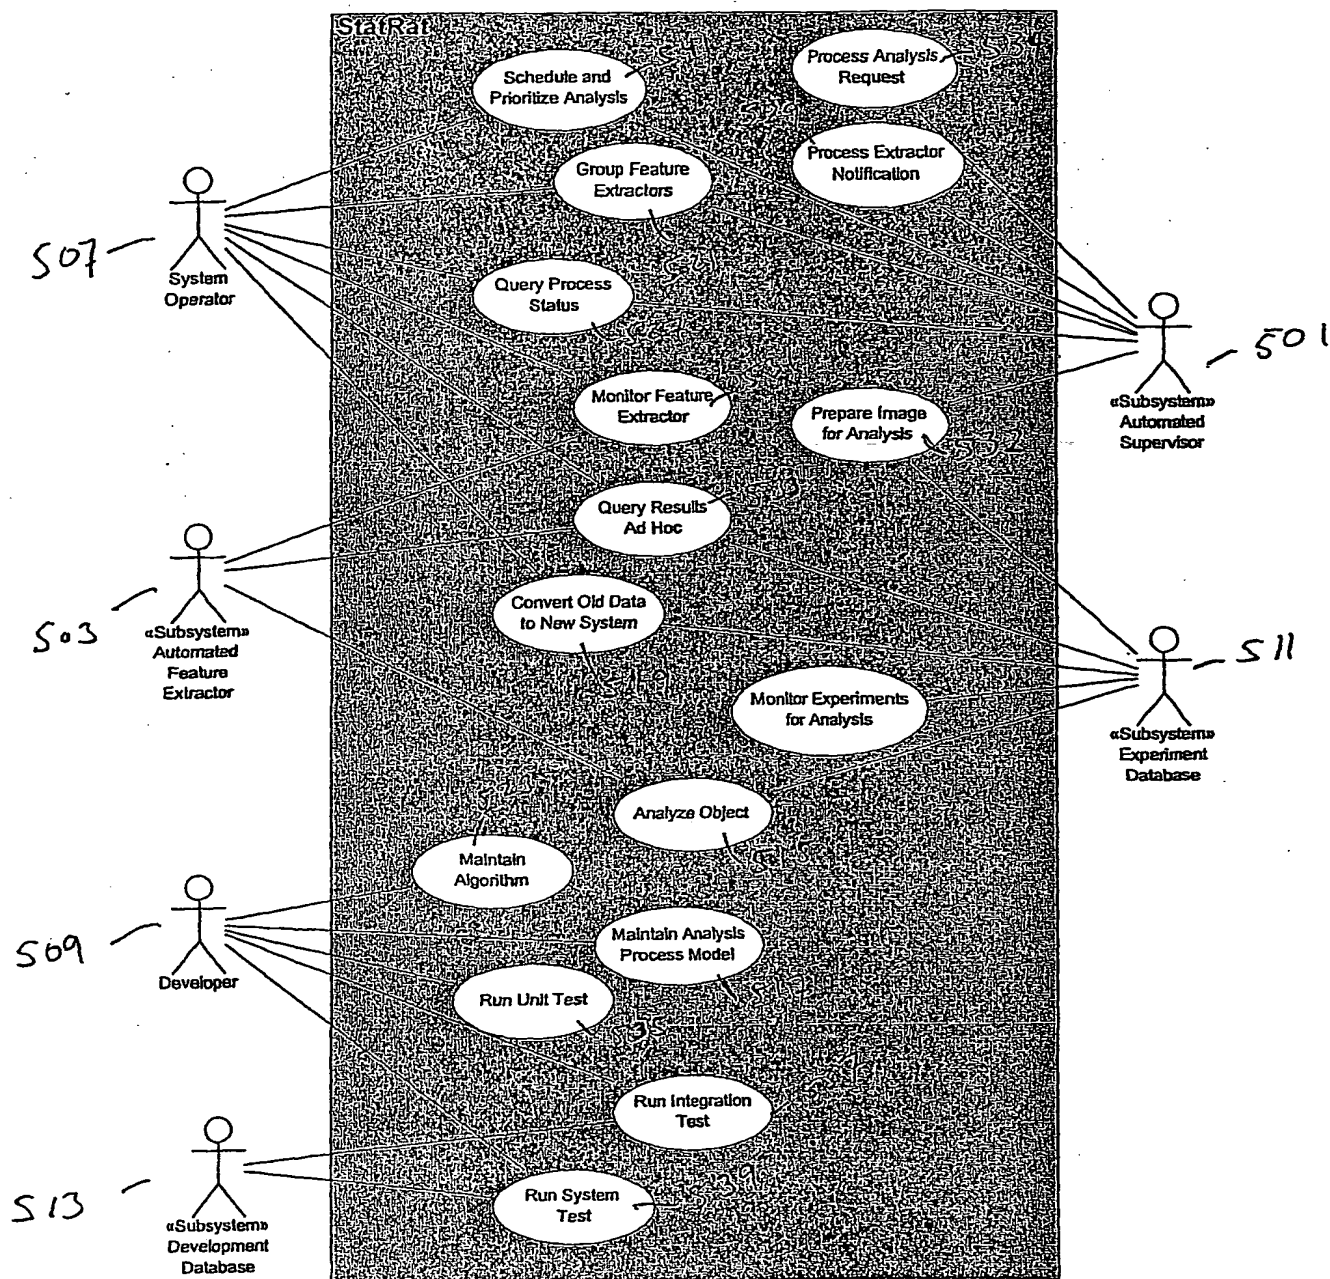 StatRat
Schedule and
Prioritize Analysis
Process Analysis
Request
Process Extractor
Notification
Group Feature
Extractors
507
System
Operator
Query Process
Status
501
«Subsystem»
Automated
Supervisor
Monitor Feature
Extractor
Prepare Image
for Analysis
Query Results
Ad Hoc
503
«Subsystem»
Automated
Feature
Extractor
Convert Old Data
to New System
511
«Subsystem»
Experiment
Database
Monitor Experiments
for Analysis
Analyze Object
Maintain
Algorithm
509
Developer
Maintain Analysis
Process Model
Run Unit Test
Run Integration
Test
513
«Subsystem»
Development
Database
Run System
Test